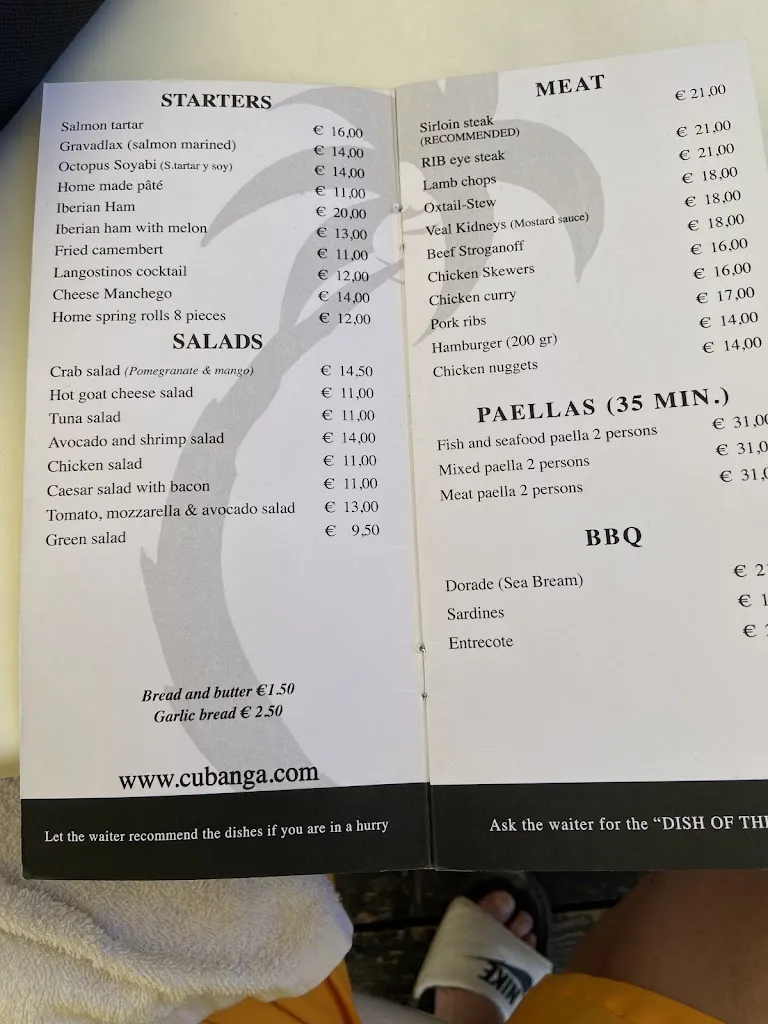 STARTERS
Salmon tartar € 16,00
Gravadlax (salmon marined) € 14,00
Octopus Soyabi (S.tartar y soy) € 14,00
Home made pâté € 11,00
Iberian Ham € 20,00
Iberian ham with melon € 13,00
Fried camembert € 11,00
Langostinos cocktail € 12,00
Cheese Manchego € 14,00
Home spring rolls 8 pieces € 12,00
SALADS
Crab salad (Pomegranate & mango) € 14,50
Hot goat cheese salad € 11,00
Tuna salad € 11,00
Avocado and shrimp salad € 14,00
Chicken salad € 11,00
Caesar salad with bacon € 11,00
Tomato, mozzarella & avocado salad € 13,00
Green salad € 9,50
Bread and butter €1.50
Garlic bread € 2.50
www.cubanga.com
Let the waiter recommend the dishes if you are in a hurry
MEAT
Sirloin steak € 21,00
(RECOMMENDED)
RIB eye steak € 21,00
Lamb chops € 21,00
Oxtail-Stew € 18,00
Veal Kidneys (Mostard sauce) € 18,00
Beef Stroganoff € 18,00
Chicken Skewers € 16,00
Chicken curry € 16,00
Pork ribs € 17,00
Hamburger (200 gr) € 14,00
Chicken nuggets € 14,00
PAELLAS (35 MIN.)
Fish and seafood paella 2 persons € 31,00
Mixed paella 2 persons € 31,0
Meat paella 2 persons € 31,0
BBQ
Dorade (Sea Bream) € 2
Sardines € 1
Entrecote €
Ask the waiter for the “DISH OF THE
NIKE